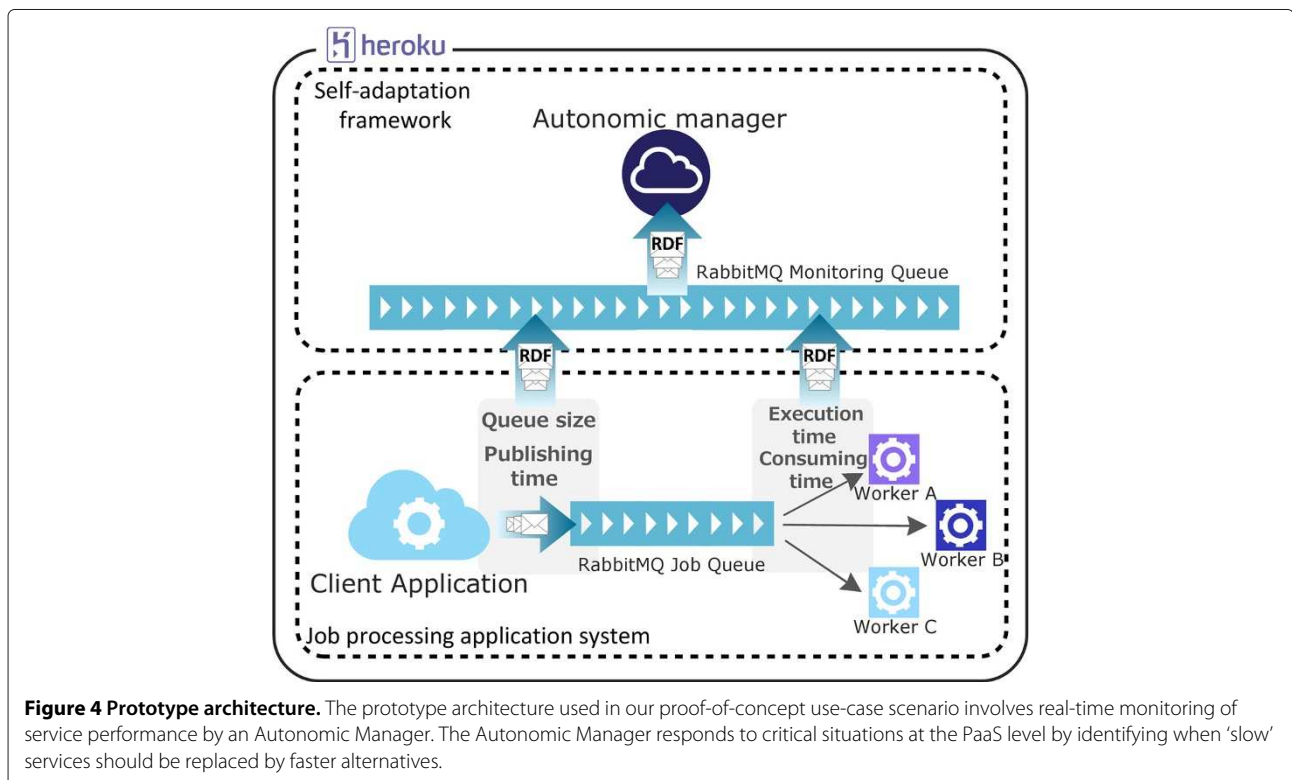 heroku
Self-adaptation
framework
Autonomic manager
RDF
RabbitMQ Monitoring Queue
RDF
RDF
Queue size
Publishing
time
Execution
time
Consuming
time
Worker A
Worker B
RabbitMQ Job Queue
Client Application
Worker C
Job processing application system
Figure 4 Prototype architecture. The prototype architecture used in our proof-of-concept use-case scenario involves real-time monitoring of
service performance by an Autonomic Manager. The Autonomic Manager responds to critical situations at the PaaS level by identifying when ‘slow’
services should be replaced by faster alternatives.